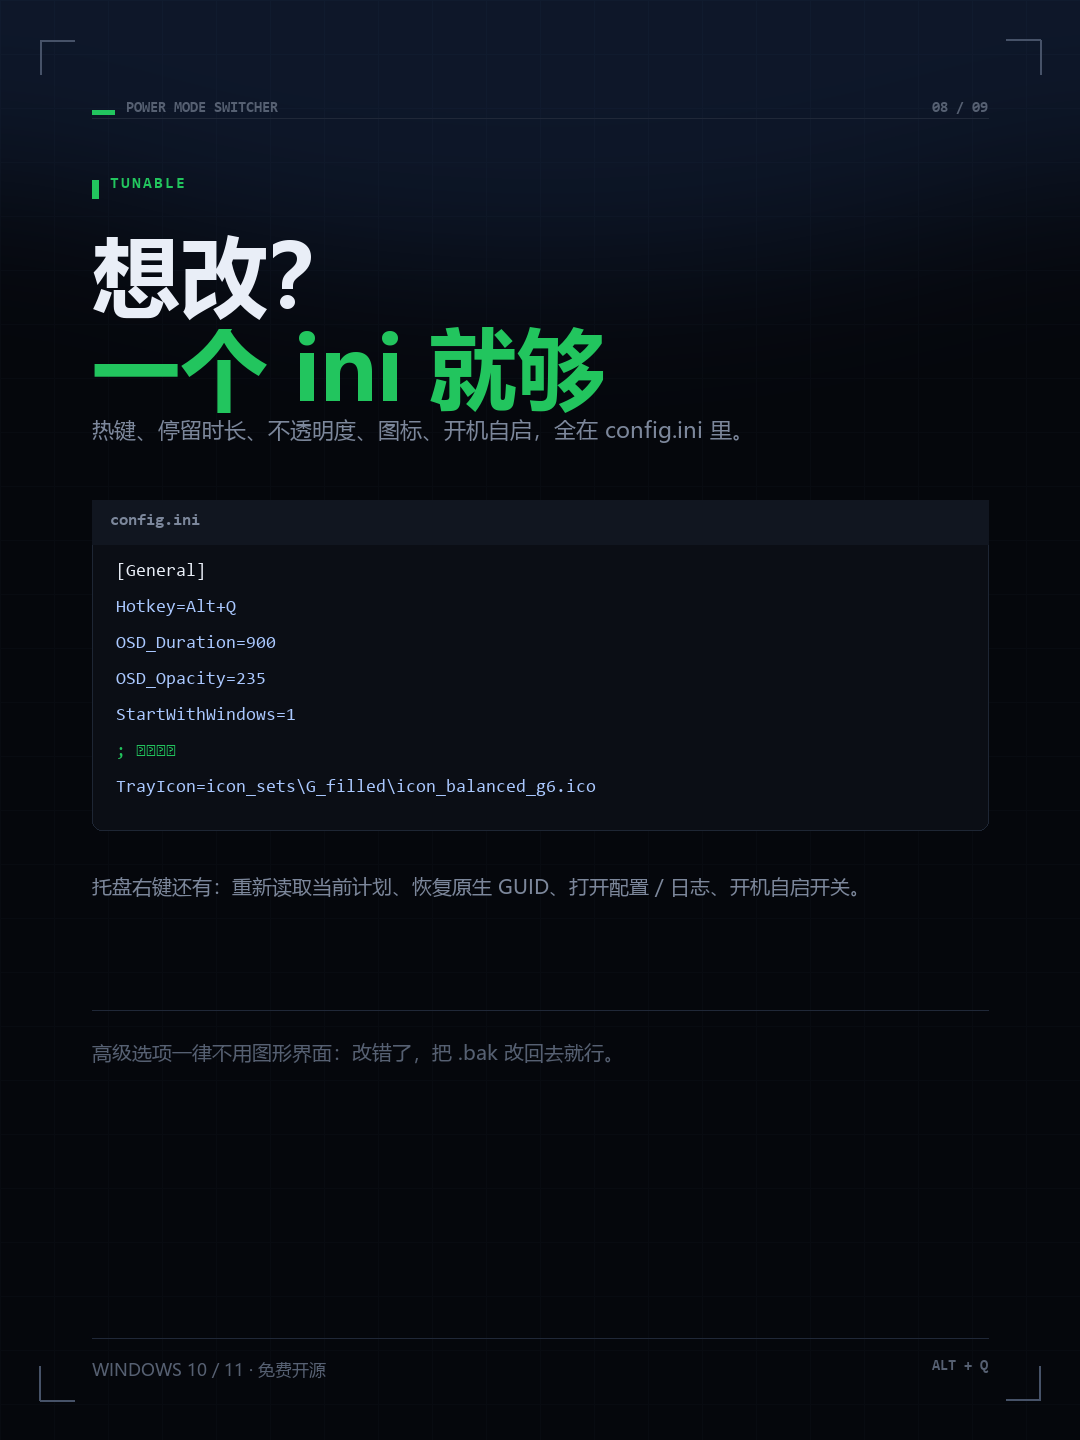 POWER MODE SWITCHER
08 / 09
TUNABLE
想改?
一个 ini 就够
热键、停留时长、不透明度、图标、开机自启，全在 config.ini 里。
config.ini
[General]
Hotkey=Alt+Q
OSD_Duration=900
OSD_Opacity=235
StartWithWindows=1
;
TrayIcon=icon_sets\G_filled\icon_balanced_g6.ico
托盘右键还有：重新读取当前计划、恢复原生 GUID、打开配置 / 日志、开机自启开关。
高级选项一律不用图形界面：改错了，把 .bak 改回去就行。
WINDOWS 10 / 11 · 免费开源
ALT + Q